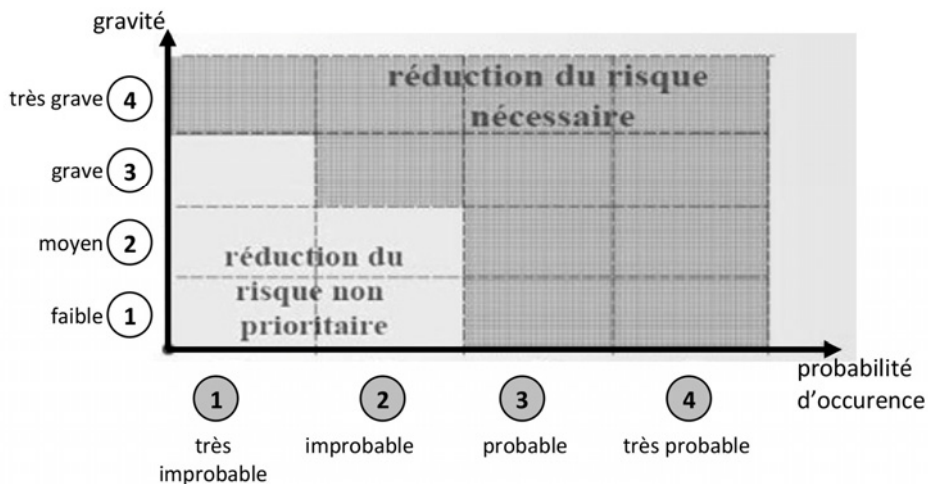 gravité
réduction du risque
nécessaire
très grave 4
grave 3
moyen 2
réduction du
risque non
prioritaire
faible 1
probabilité
d'occurence
1 2 3 4
très
improbable
improbable
probable
très probable